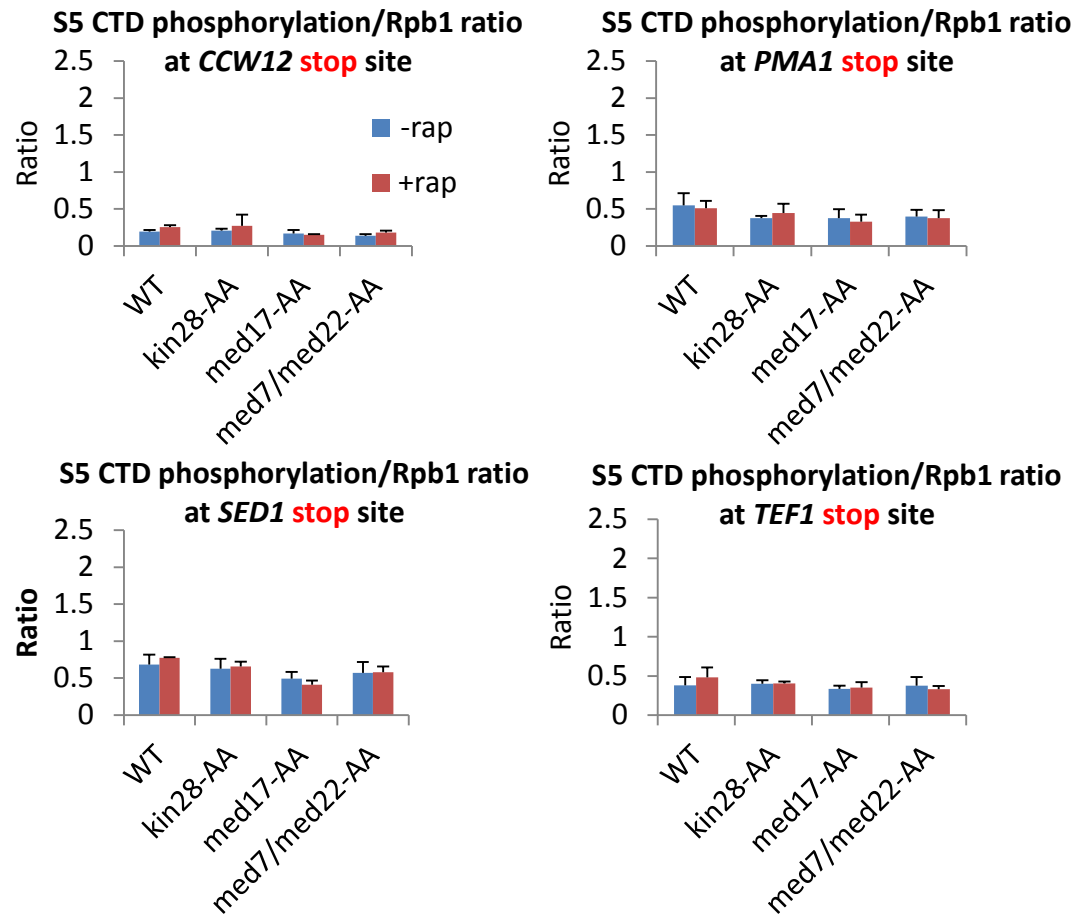 S5 CTD phosphorylation/Rpb1 ratio
at CCW12 stop site
2.5
2
1.5
1
0.5
0
Ratio
-rap
+rap
WT
kin28-AA
med17-AA
med7/med22-AA
S5 CTD phosphorylation/Rpb1 ratio
at PMA1 stop site
2.5
2
1.5
1
0.5
0
Ratio
WT
kin28-AA
med17-AA
med7/med22-AA
S5 CTD phosphorylation/Rpb1 ratio
at SED1 stop site
2.5
2
1.5
1
0.5
0
Ratio
WT
kin28-AA
med17-AA
med7/med22-AA
S5 CTD phosphorylation/Rpb1 ratio
at TEF1 stop site
2.5
2
1.5
1
0.5
0
Ratio
WT
kin28-AA
med17-AA
med7/med22-AA